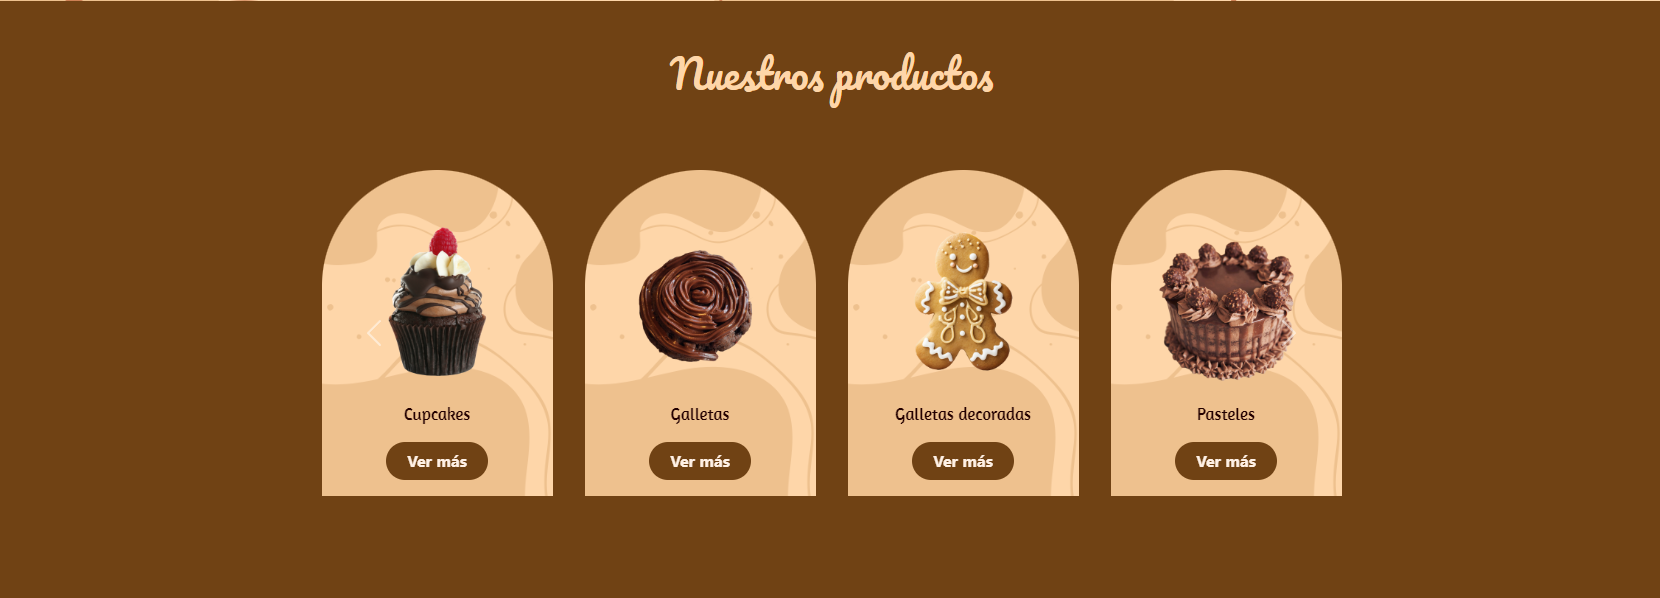 Nuestros productos
Cupcakes
Galletas
Galletas decoradas
Pasteles
Ver más
Ver más
Ver más
Ver más